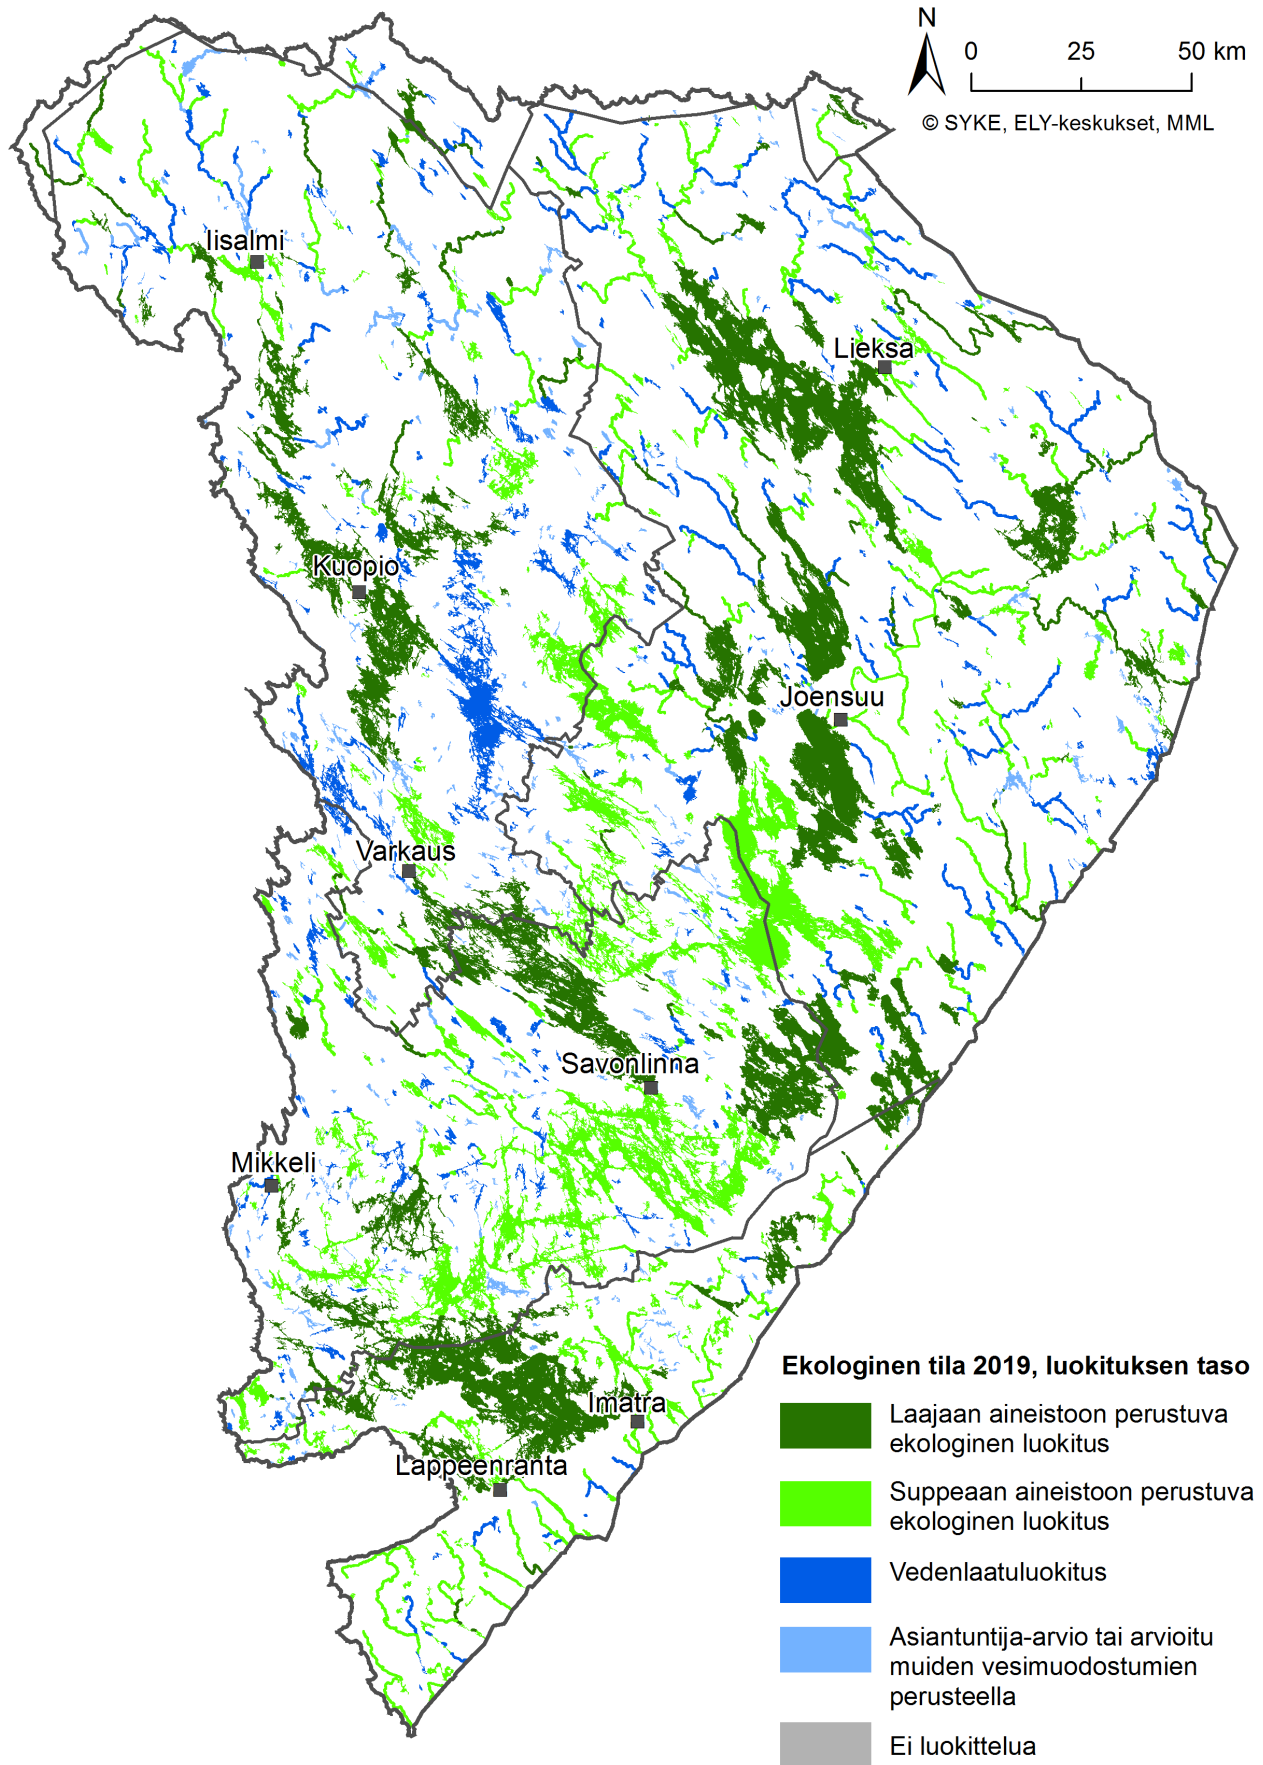 N
0 25 50 km
© SYKE, ELY-keskukset, MML
Iisalmi
Lieksa
Kuopio
Joensuu
Varkaus
Savonlinna
Mikkeli
Imatra
Lappeenranta
Ekologinen tila 2019, luokituksen taso
Laajaan aineistoon perustuva
ekologinen luokitus
Suppeaan aineistoon perustuva
ekologinen luokitus
Vedenlaatuluokitus
Asiantuntija-arvio tai arvioitu
muiden vesimuodostumien
perusteella
Ei luokittelua